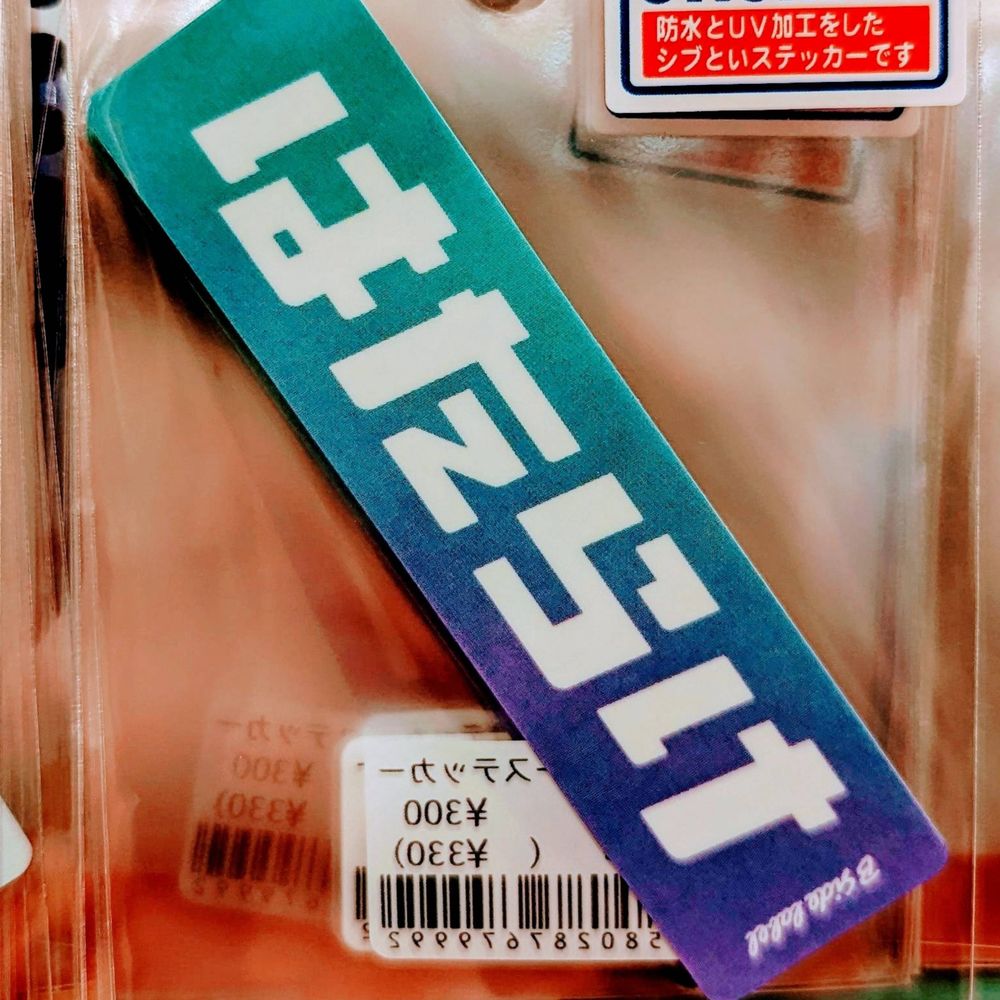 防水とUV加工をした
シブといステッカーです
はたらけ
B-Side Label
ーステッカー
¥300
( ¥330)